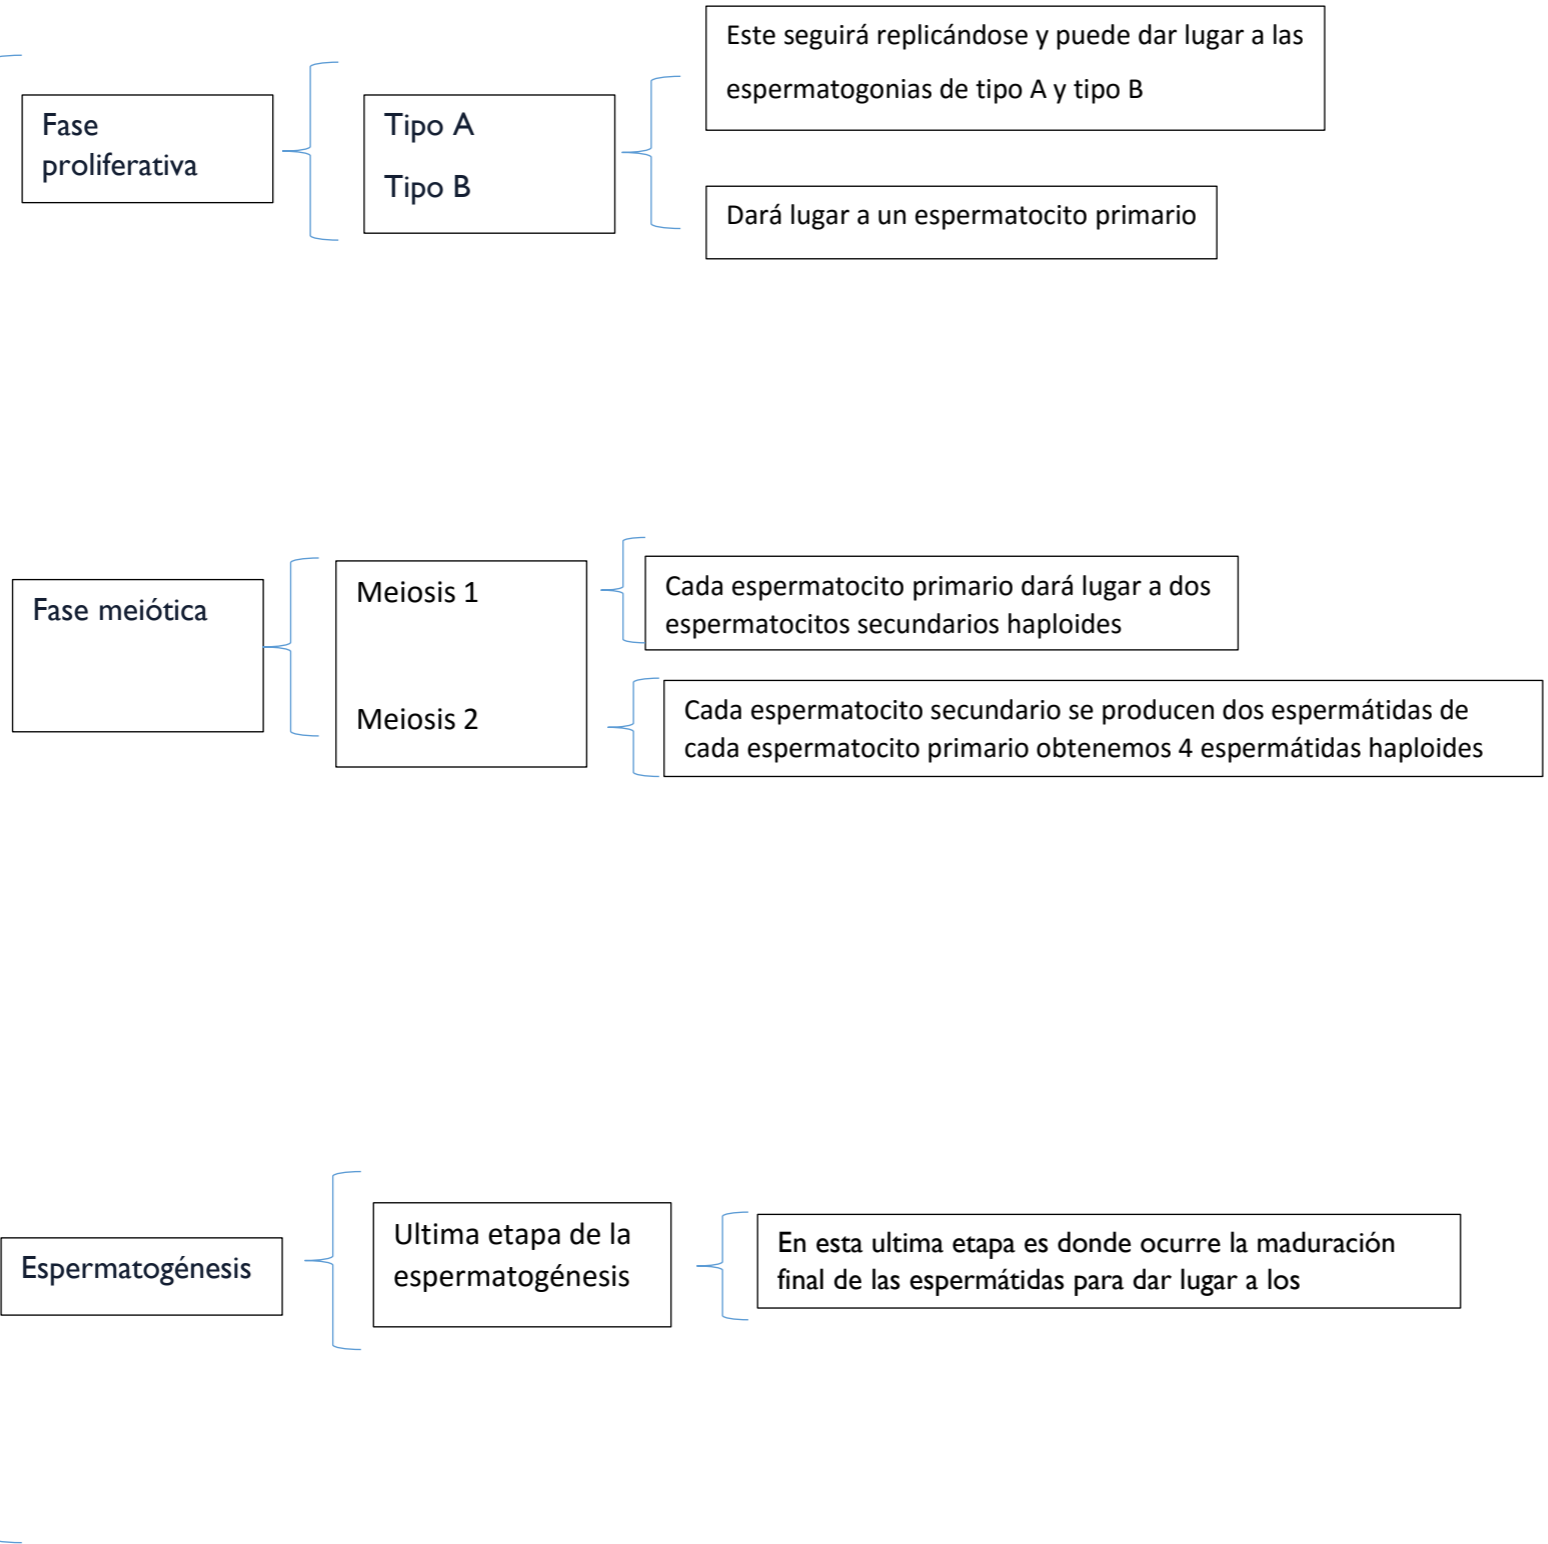 Fase
proliferativa
Tipo A
Tipo B
Este seguirá replicándose y puede dar lugar a las
espermatogonias de tipo A y tipo B
Dará lugar a un espermatocito primario
Fase meiótica
Meiosis 1
Meiosis 2
Cada espermatocito primario dará lugar a dos
espermatocitos secundarios haploides
Cada espermatocito secundario se producen dos espermátidas de
cada espermatocito primario obtenemos 4 espermátidas haploides
Espermatogénesis
Ultima etapa de la
espermatogénesis
En esta ultima etapa es donde ocurre la maduración
final de las espermátidas para dar lugar a los